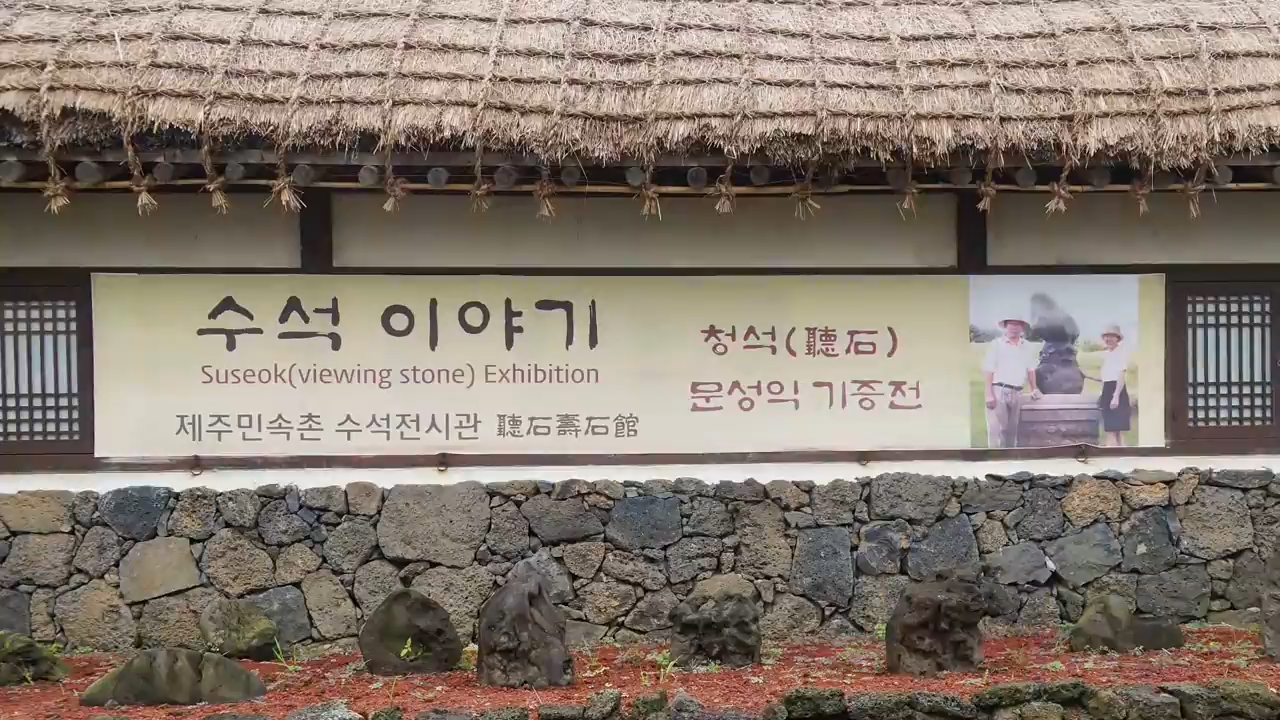 수석 이야기
Suseok(viewing stone) Exhibition
제주민속촌 수석전시관 聽石壽石館
청석(聽石)
문성익 기증전